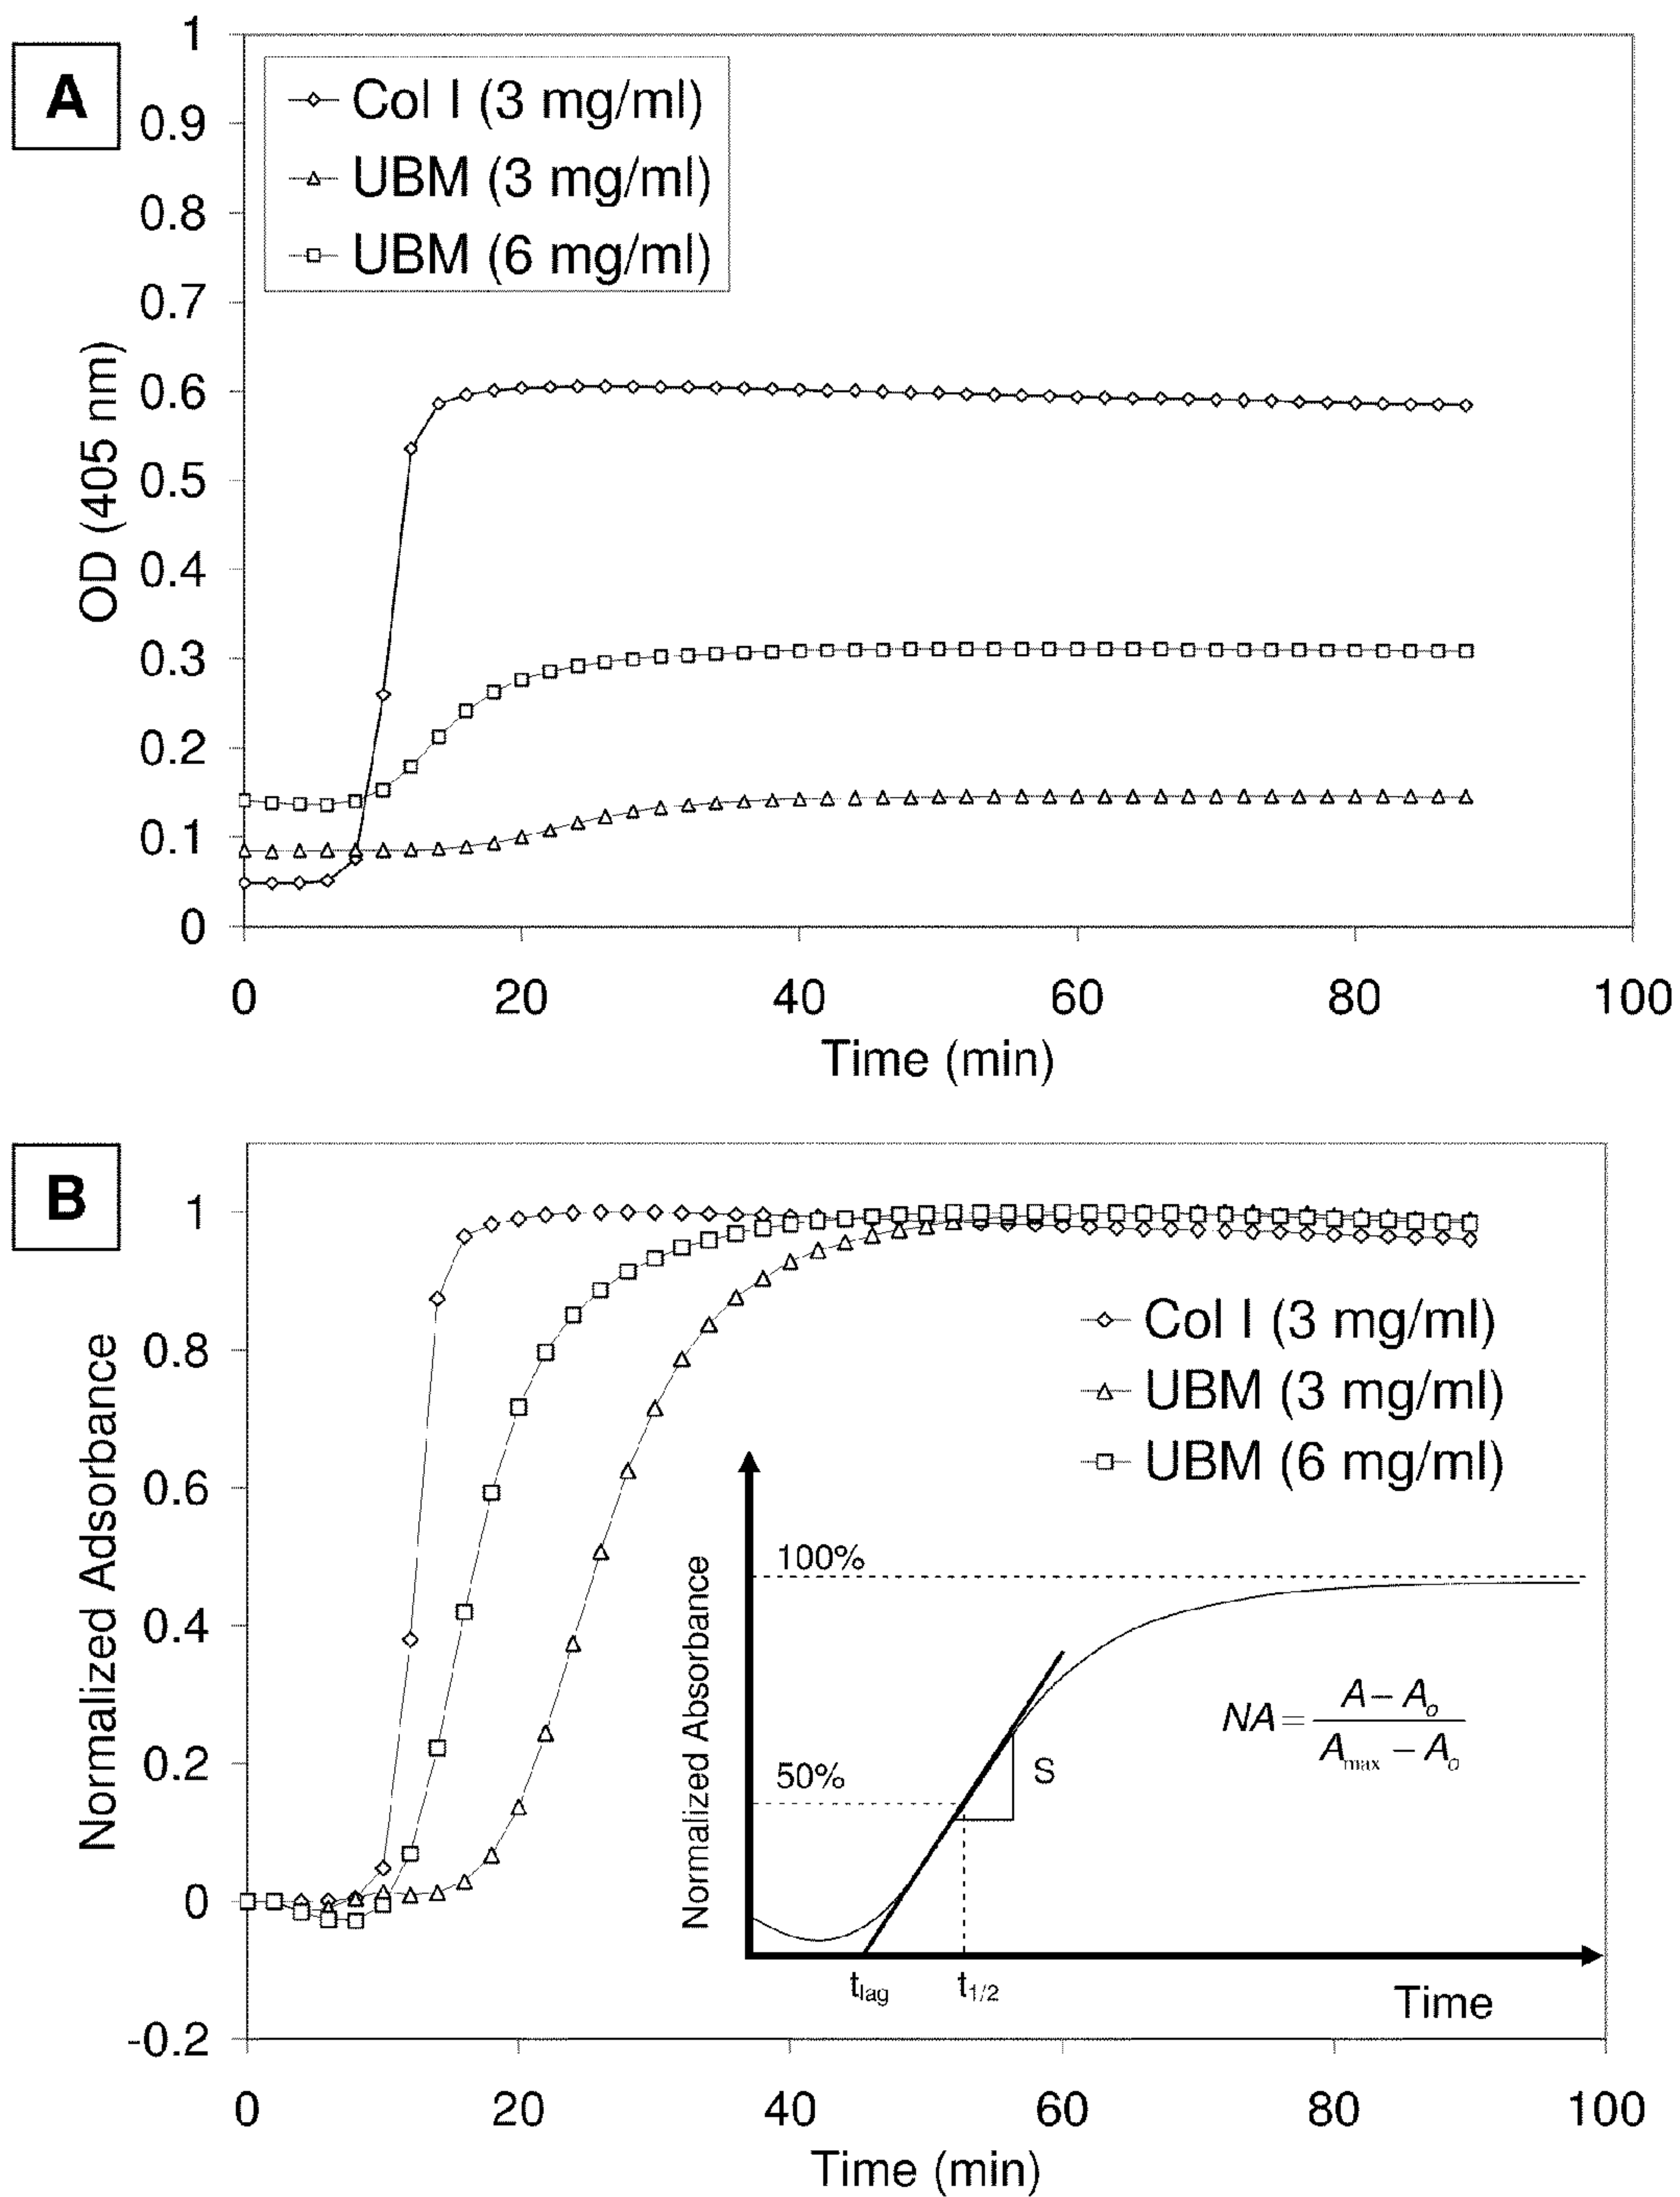 A
1
0.9
0.8
0.7
0.6
0.5
0.4
0.3
0.2
0.1
0
OD (405 nm)
Col I (3 mg/ml)
UBM (3 mg/ml)
UBM (6 mg/ml)
0 20 40 60 80 100
Time (min)
B
1
0.8
0.6
0.4
0.2
0
-0.2
Normalized Adsorbance
Col I (3 mg/ml)
UBM (3 mg/ml)
UBM (6 mg/ml)
Normalized Absorbance
100%
50%
S
NA = A − Ao
Amax − Ao
tlag t1/2
Time
0 20 40 60 80 100
Time (min)